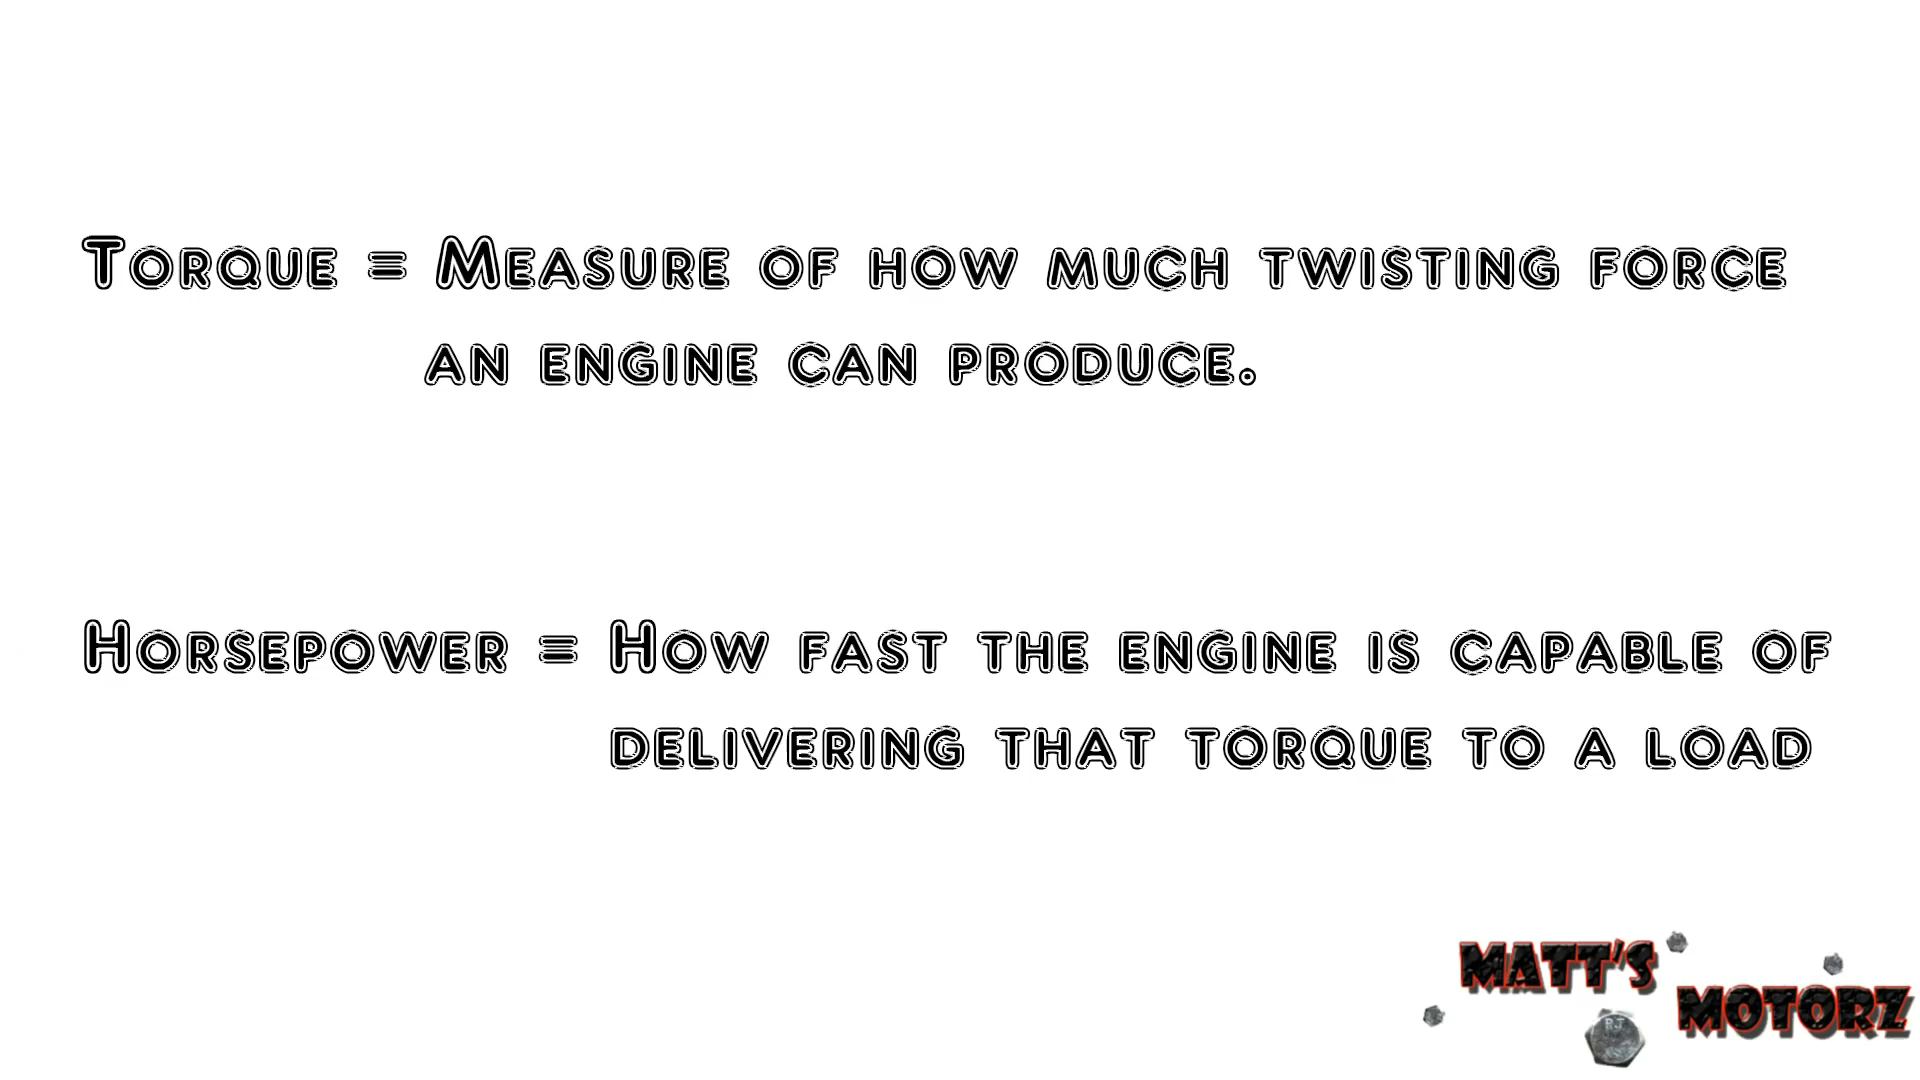 Torque = Measure of how much twisting force
an engine can produce.
Horsepower = How fast the engine is capable of
delivering that torque to a load
MATT'S
MOTORZ